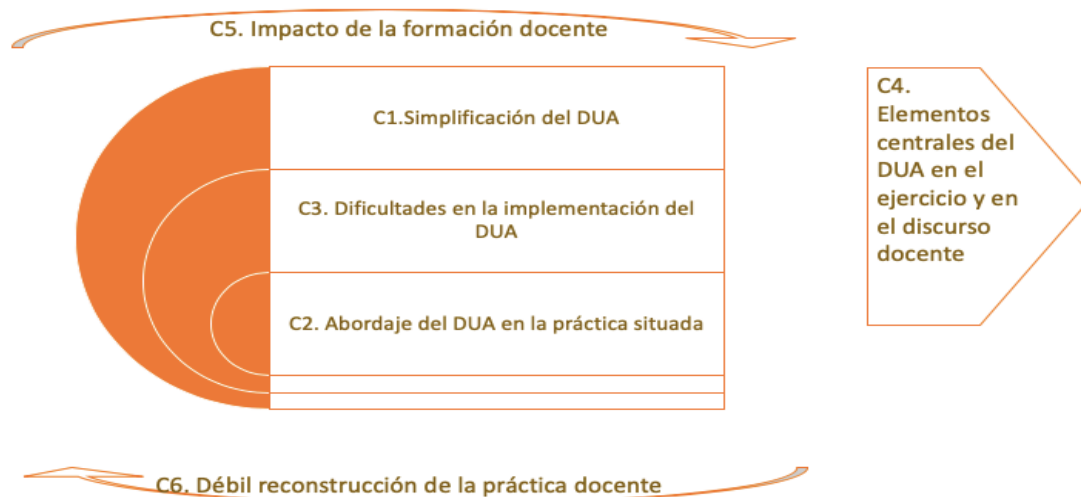 C5. Impacto de la formación docente
C1.Simplificación del DUA
C3. Dificultades en la implementación del
DUA
C2. Abordaje del DUA en la práctica situada
C4.
Elementos
centrales del
DUA en el
ejercicio y en
el discurso
docente
C6. Débil reconstrucción de la práctica docente